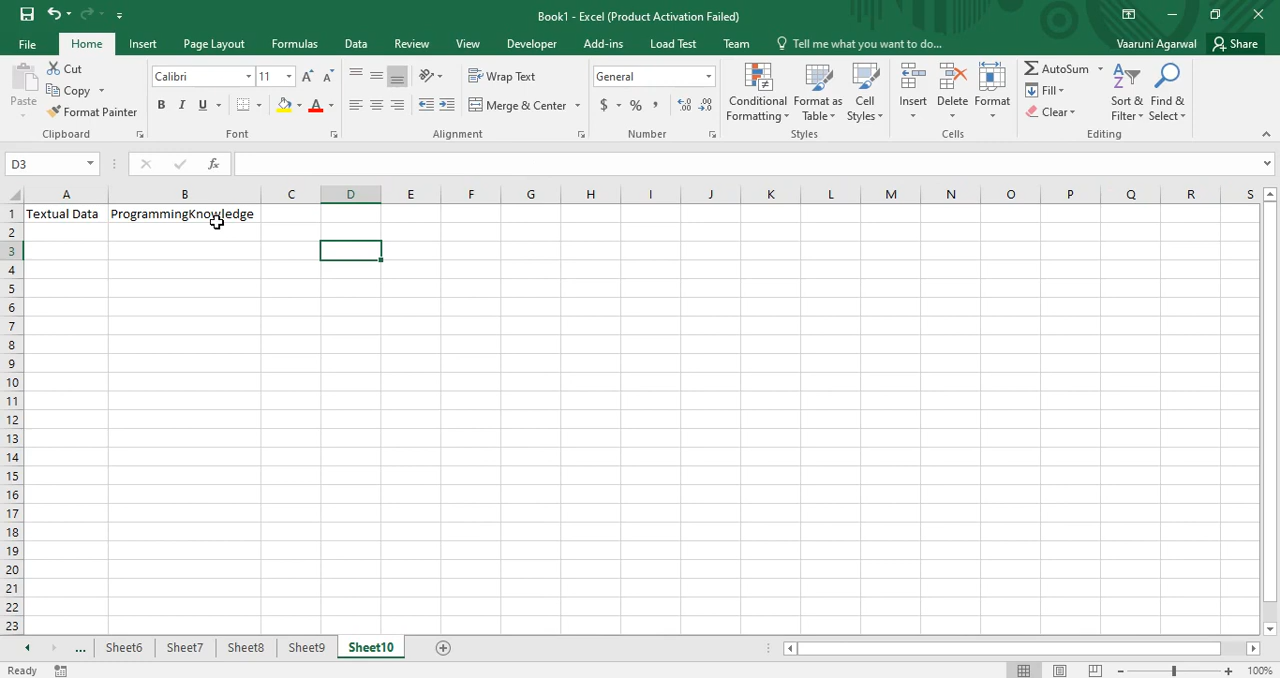 Book1 - Excel (Product Activation Failed)
File Home Insert Page Layout Formulas Data Review View Developer Add-ins Load Test Team Tell me what you want to do... Vaaruni Agarwal Share
Paste Cut Copy Format Painter
Calibri 11
B I U A
Wrap Text
Merge & Center
General
$ % ,
Conditional Formatting Format as Table Cell Styles
Insert Delete Format
AutoSum Fill Clear
Sort & Filter Find & Select
Clipboard Font Alignment Number Styles Cells Editing
D3 fx
A B C D E F G H I J K L M N O P Q R S
1 Textual Data ProgrammingKnowledge
2
3
4
5
6
7
8
9
10
11
12
13
14
15
16
17
18
19
20
21
22
23
... Sheet6 Sheet7 Sheet8 Sheet9 Sheet10
Ready 100%